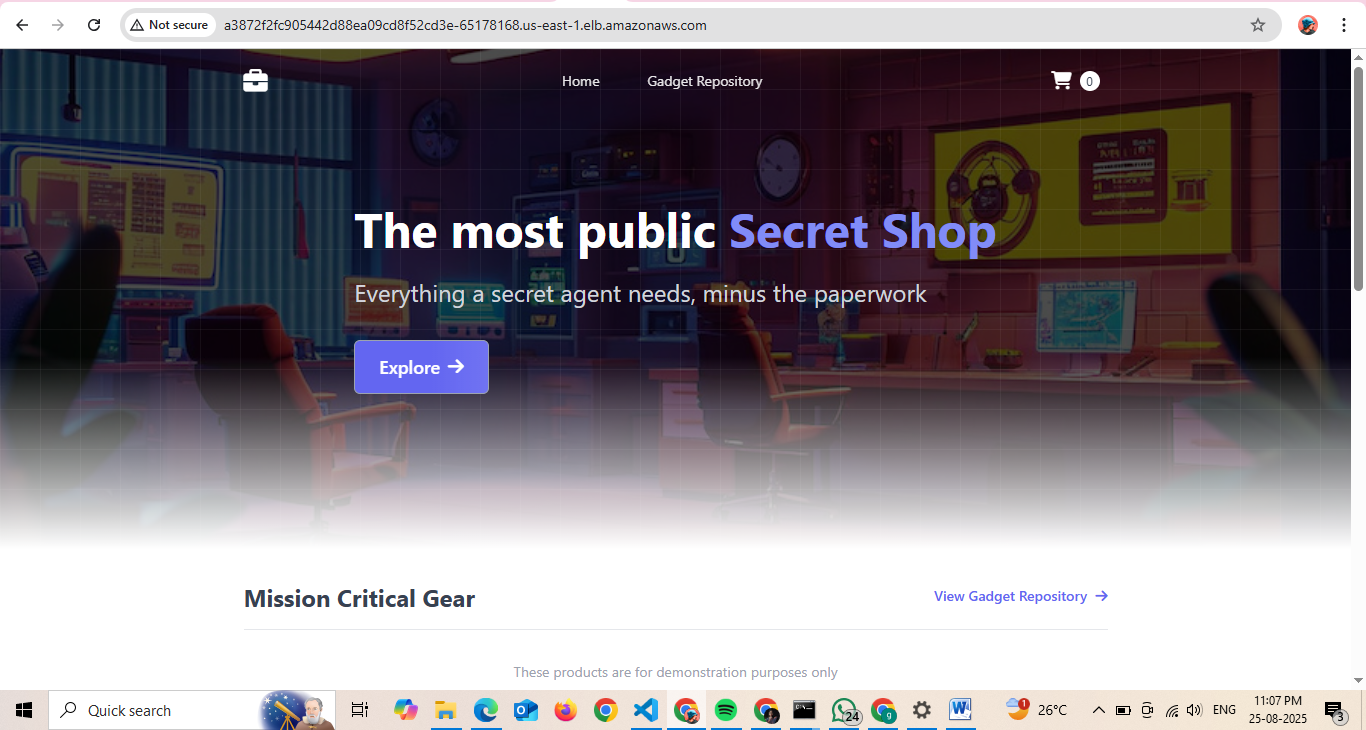 Not secure a3872f2fc905442d88ea09cd8f52cd3e-65178168.us-east-1.elb.amazonaws.com
Home Gadget Repository 0
The most public Secret Shop
Everything a secret agent needs, minus the paperwork
Explore
Mission Critical Gear View Gadget Repository
These products are for demonstration purposes only
Quick search 24 1 26°C ENG 11:07 PM 3
25-08-2025